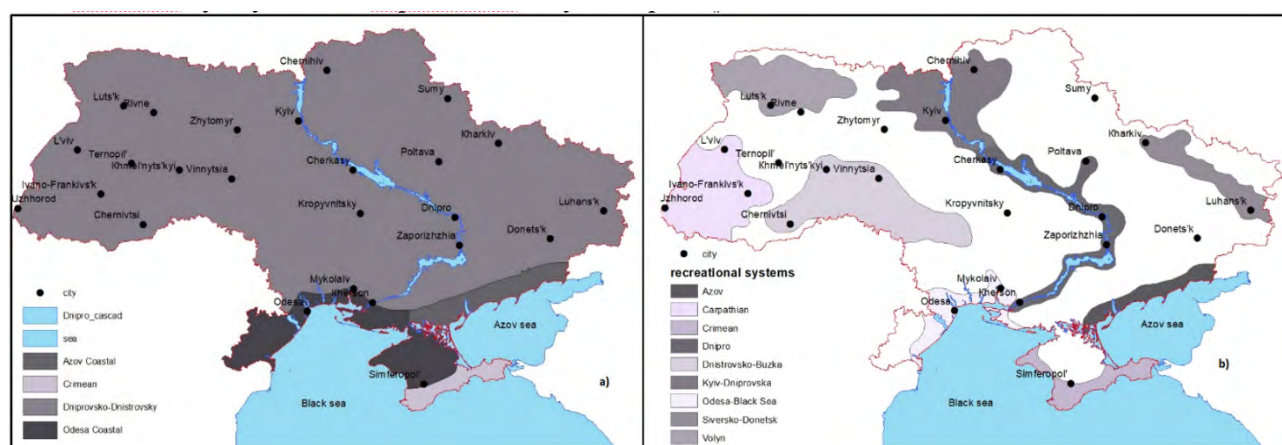 Chernihiv
Sumy
Luts'k
Rivne
Kyiv
Zhytomyr
Kharkiv
L'viv
Ternopil'
Khmel'nyts'kyi
Vinnytsia
Cherkasy
Poltava
Ivano-Frankivs'k
Uzhhorod
Chernivtsi
Kropyvnitsky
Dnipro
Luhans'k
Zaporizhzhia
Donets'k
Mykolaiv
Kherson
Odesa
Azov sea
Simferopol'
Black sea
a)
city
Dnipro_cascad
sea
Azov Coastal
Crimean
Dniprovsko-Dnistrovsky
Odesa Coastal
Chernihiv
Sumy
Luts'k
Rivne
Kyiv
Zhytomyr
Kharkiv
L'viv
Ternopil'
Khmel'nyts'kyi
Vinnytsia
Cherkasy
Poltava
Ivano-Frankivs'k
Uzhhorod
Chernivtsi
Kropyvnitsky
Dnipro
Luhans'k
Zaporizhzhia
Donets'k
Mykolaiv
Kherson
Odesa
Azov sea
Simferopol'
Black sea
b)
city
recreational systems
Azov
Carpathian
Crimean
Dnipro
Dnistrovsko-Buzka
Kyiv-Dniprovska
Odesa-Black Sea
Siversko-Donetsk
Volyn